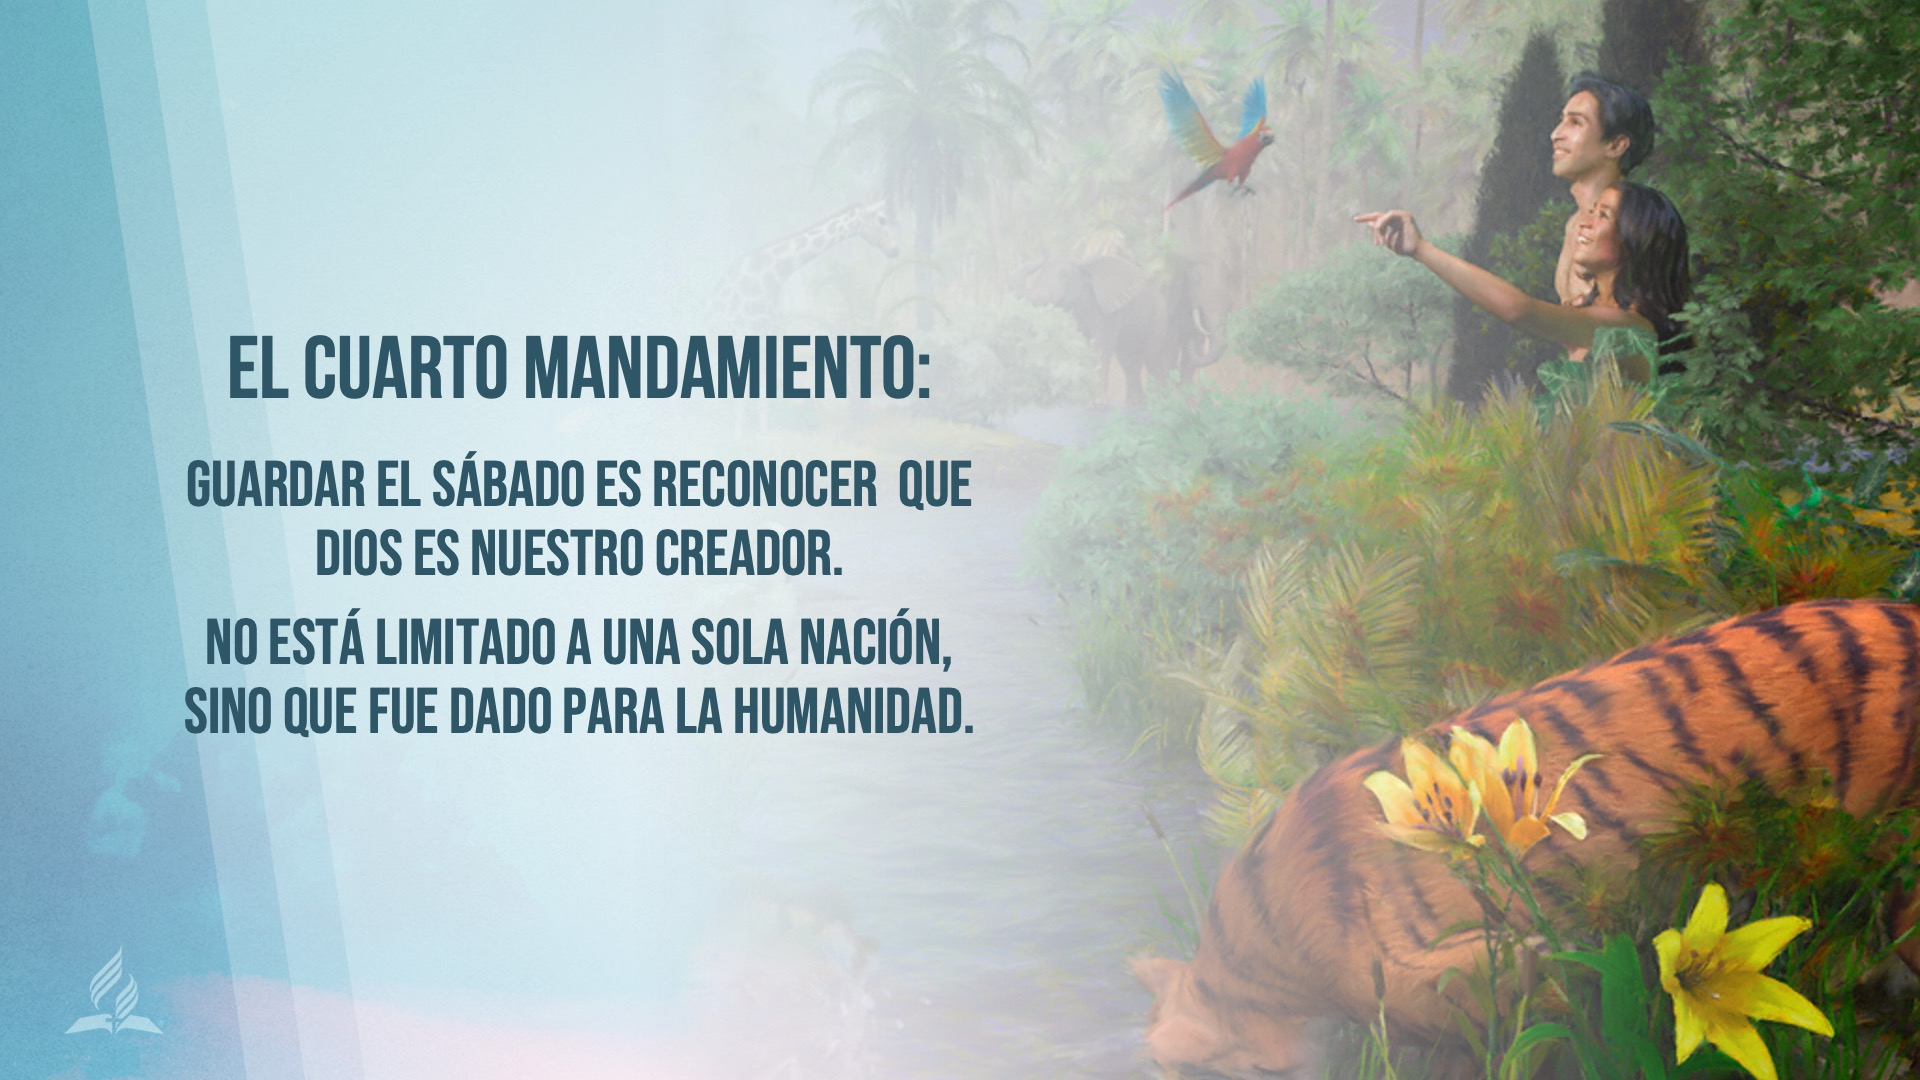 EL CUARTO MANDAMIENTO:
GUARDAR EL SÁBADO ES RECONOCER  QUE
DIOS ES NUESTRO CREADOR.
NO ESTÁ LIMITADO A UNA SOLA NACIÓN,
SINO QUE FUE DADO PARA LA HUMANIDAD.